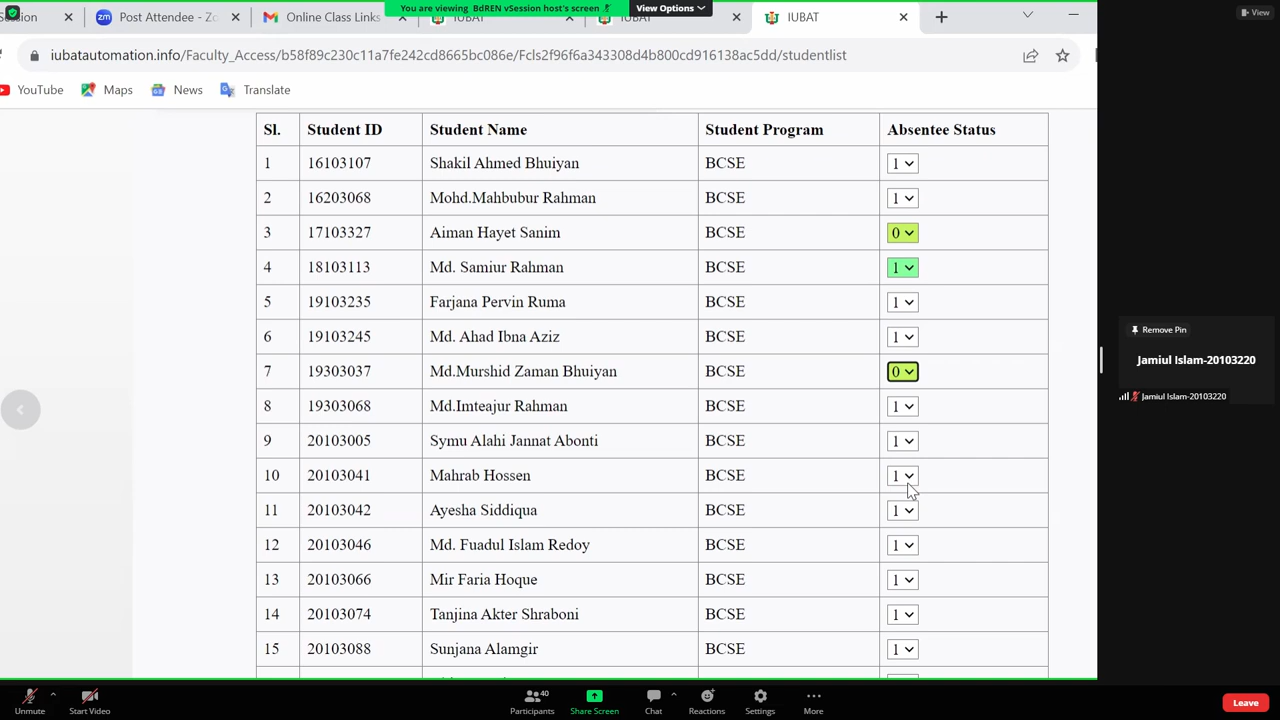 ession
Post Attendee - Zo
Online Class Links
You are viewing BdREN vSession host's screen
View Options
IUBAT
IUBAT
IUBAT
View
iubatautomation.info/Faculty_Access/b58f89c230c11a7fe242cd8665bc086e/Fcls2f96f6a343308d4b800cd916138ac5dd/studentlist
YouTube
Maps
News
Translate
Sl. Student ID Student Name Student Program Absentee Status
1 16103107 Shakil Ahmed Bhuiyan BCSE 1
2 16203068 Mohd.Mahbubur Rahman BCSE 1
3 17103327 Aiman Hayet Sanim BCSE 0
4 18103113 Md. Samiur Rahman BCSE 1
5 19103235 Farjana Pervin Ruma BCSE 1
6 19103245 Md. Ahad Ibna Aziz BCSE 1
7 19303037 Md.Murshid Zaman Bhuiyan BCSE 0
8 19303068 Md.Imteajur Rahman BCSE 1
9 20103005 Symu Alahi Jannat Abonti BCSE 1
10 20103041 Mahrab Hossen BCSE 1
11 20103042 Ayesha Siddiqua BCSE 1
12 20103046 Md. Fuadul Islam Redoy BCSE 1
13 20103066 Mir Faria Hoque BCSE 1
14 20103074 Tanjina Akter Shraboni BCSE 1
15 20103088 Sunjana Alamgir BCSE 1
Remove Pin
Jamiul Islam-20103220
Jamiul Islam-20103220
Unmute
Start Video
Participants
40
Share Screen
Chat
Reactions
Settings
More
Leave